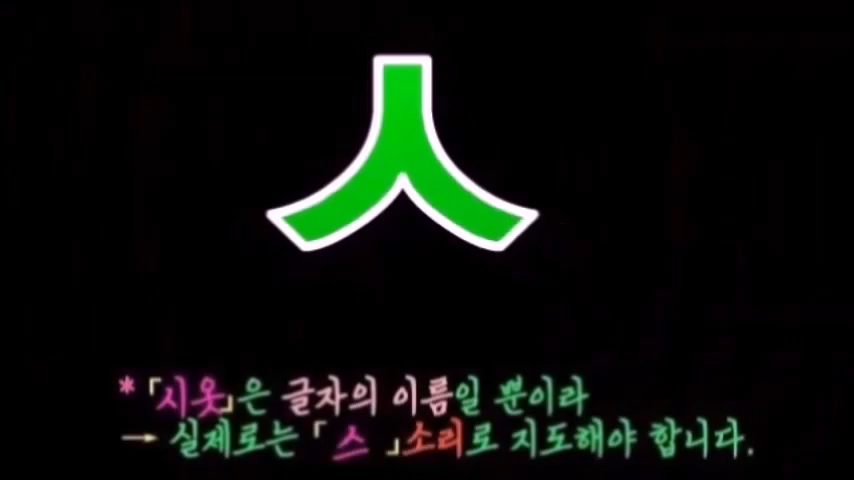 ㅅ
*「시옷」은 글자의 이름일 뿐이라
→ 실제로는 「스」소리로 지도해야 합니다.